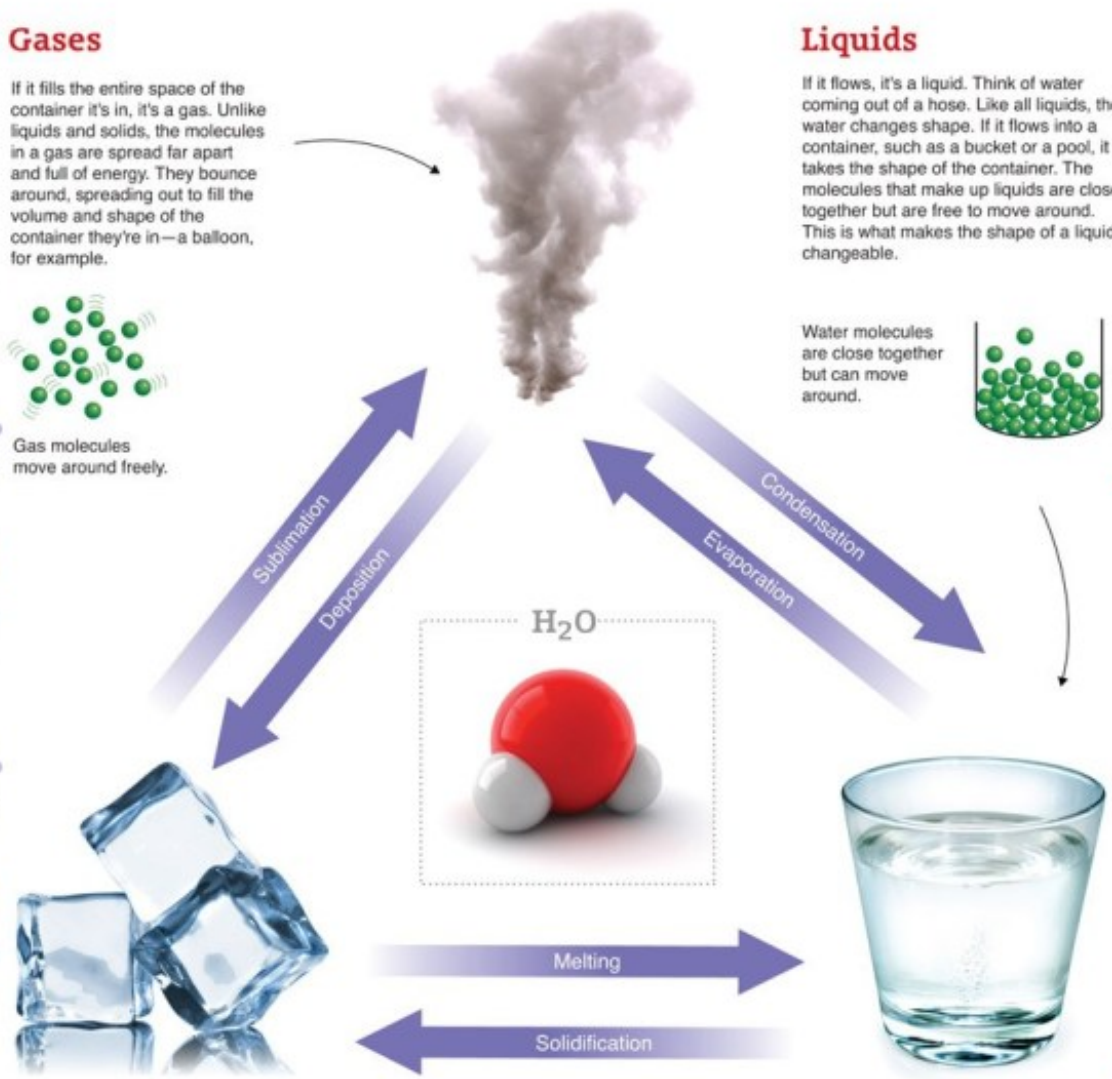 Gases
If it fills the entire space of the
container it's in, it's a gas. Unlike
liquids and solids, the molecules
in a gas are spread far apart
and full of energy. They bounce
around, spreading out to fill the
volume and shape of the
container they're in—a balloon,
for example.
Gas molecules
move around freely.
Liquids
If it flows, it's a liquid. Think of water
coming out of a hose. Like all liquids, the
water changes shape. If it flows into a
container, such as a bucket or a pool, it
takes the shape of the container. The
molecules that make up liquids are close
together but are free to move around.
This is what makes the shape of a liquid
changeable.
Water molecules
are close together
but can move
around.
Sublimation
Deposition
Condensation
Evaporation
H₂O
Melting
Solidification